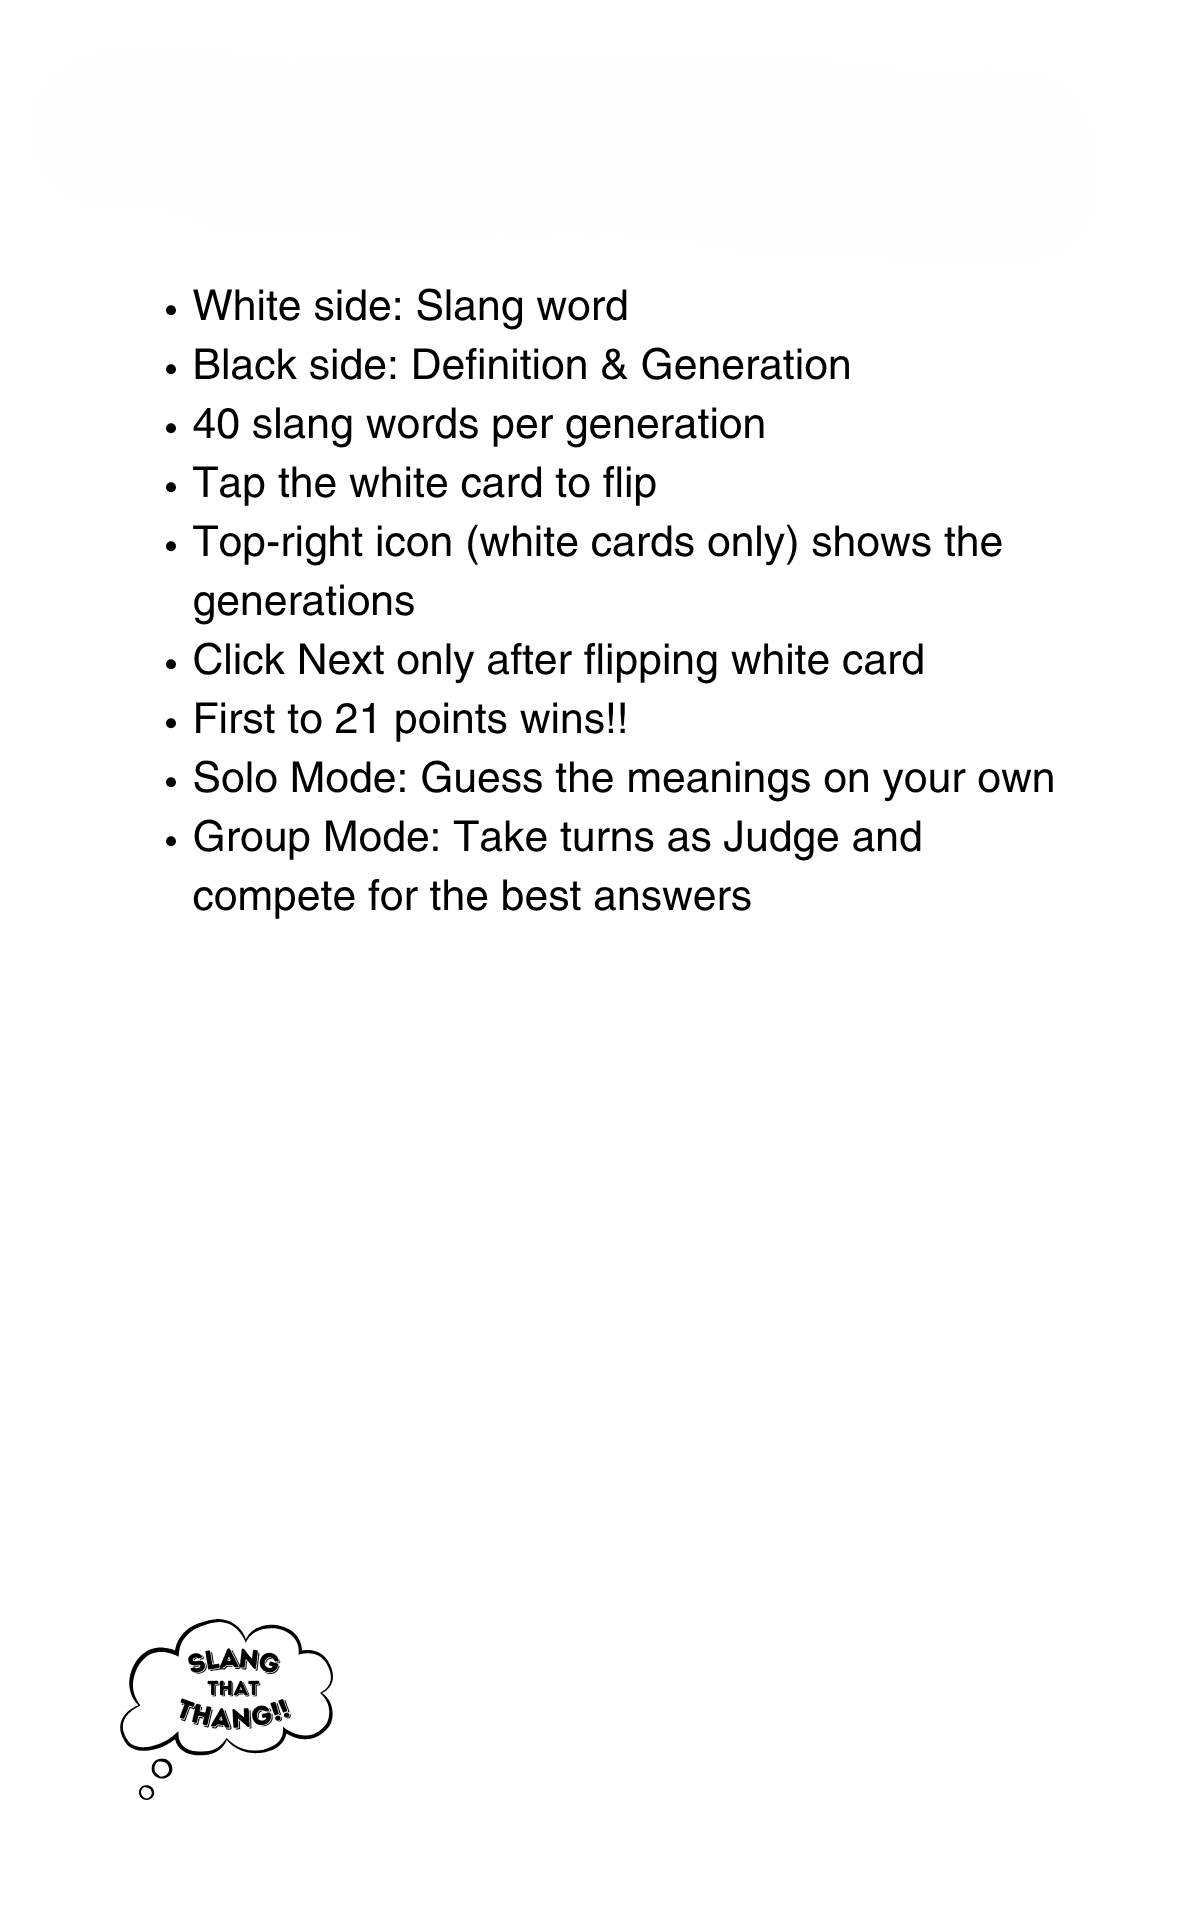 • White side: Slang word
• Black side: Definition & Generation
• 40 slang words per generation
• Tap the white card to flip
• Top-right icon (white cards only) shows the
generations
• Click Next only after flipping white card
• First to 21 points wins!!
• Solo Mode: Guess the meanings on your own
• Group Mode: Take turns as Judge and
compete for the best answers
SLANG
THAT
THANG!!